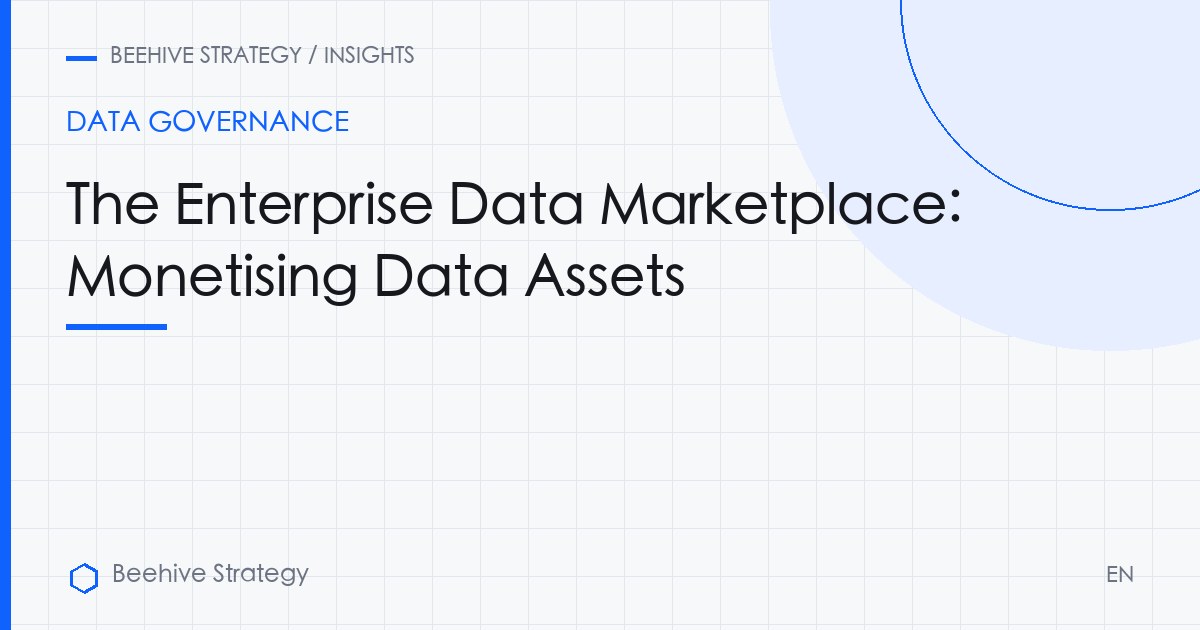 BEEHIVE STRATEGY / INSIGHTS
DATA GOVERNANCE
The Enterprise Data Marketplace:
Monetising Data Assets
Beehive Strategy
EN